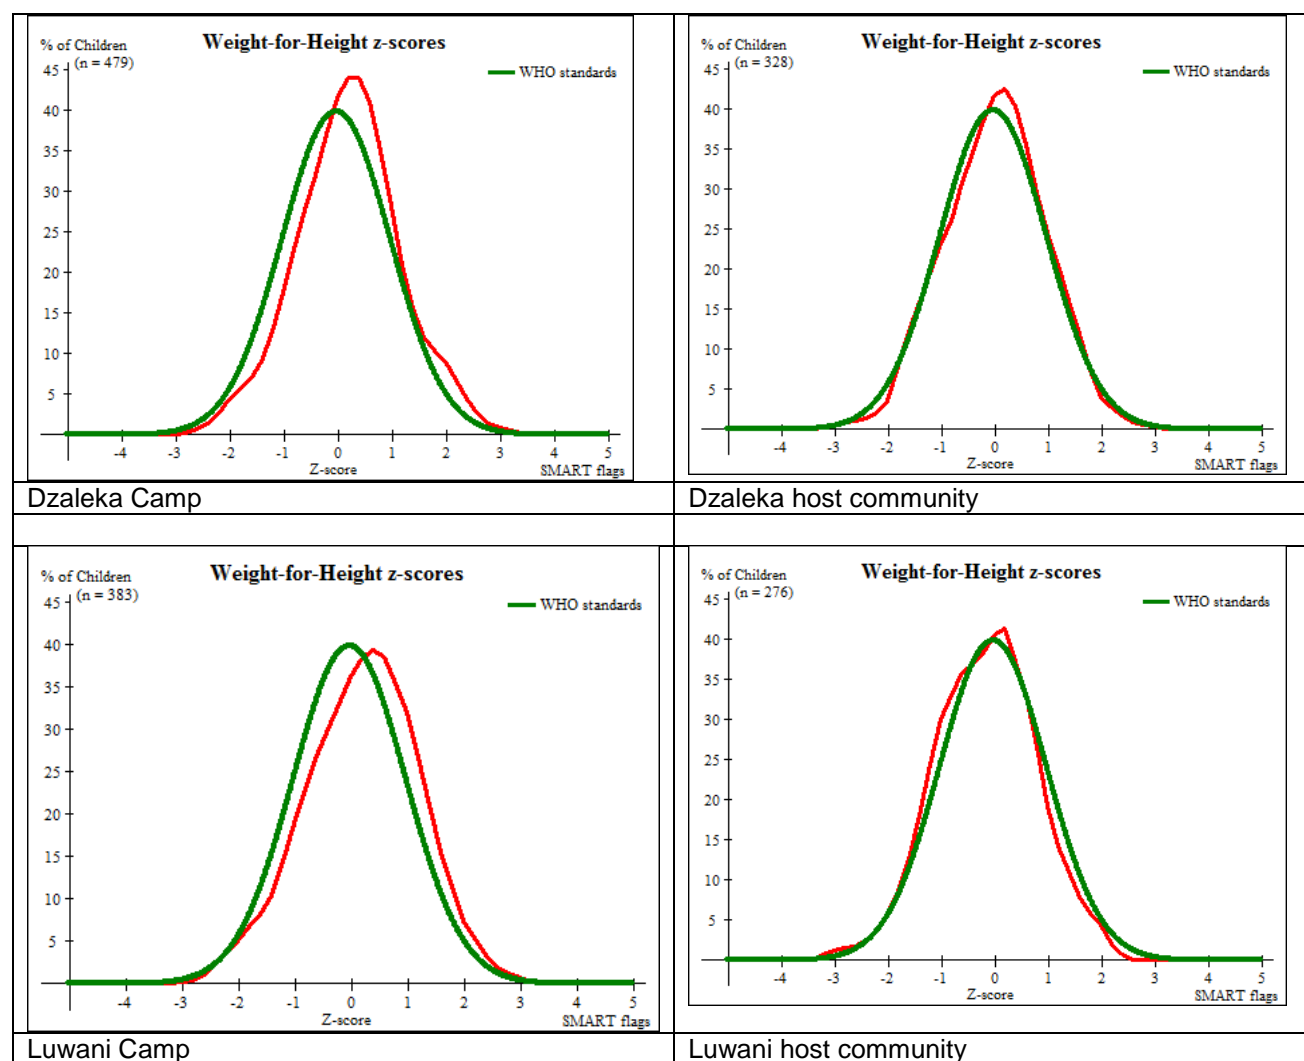 Weight-for-Height z-scores
% of Children
(n = 479)
WHO standards
45
40
35
30
25
20
15
10
5
-4 -3 -2 -1 0 1 2 3 4 5
Z-score
SMART flags
Dzaleka Camp
Weight-for-Height z-scores
% of Children
(n = 328)
WHO standards
45
40
35
30
25
20
15
10
5
-4 -3 -2 -1 0 1 2 3 4 5
Z-score
SMART flags
Dzaleka host community
Weight-for-Height z-scores
% of Children
(n = 383)
WHO standards
45
40
35
30
25
20
15
10
5
-4 -3 -2 -1 0 1 2 3 4 5
Z-score
SMART flags
Luwani Camp
Weight-for-Height z-scores
% of Children
(n = 276)
WHO standards
45
40
35
30
25
20
15
10
5
-4 -3 -2 -1 0 1 2 3 4 5
Z-score
SMART flags
Luwani host community